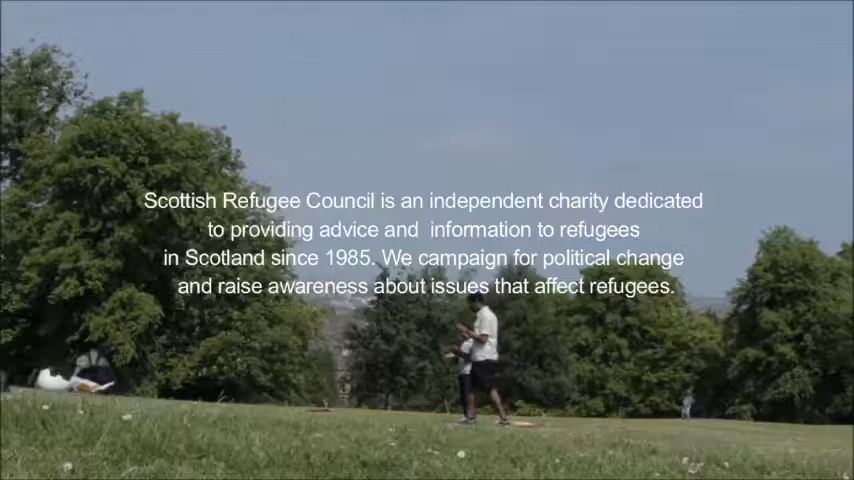 Scottish Refugee Council is an independent charity dedicated
to providing advice and  information to refugees
in Scotland since 1985. We campaign for political change
and raise awareness about issues that affect refugees.